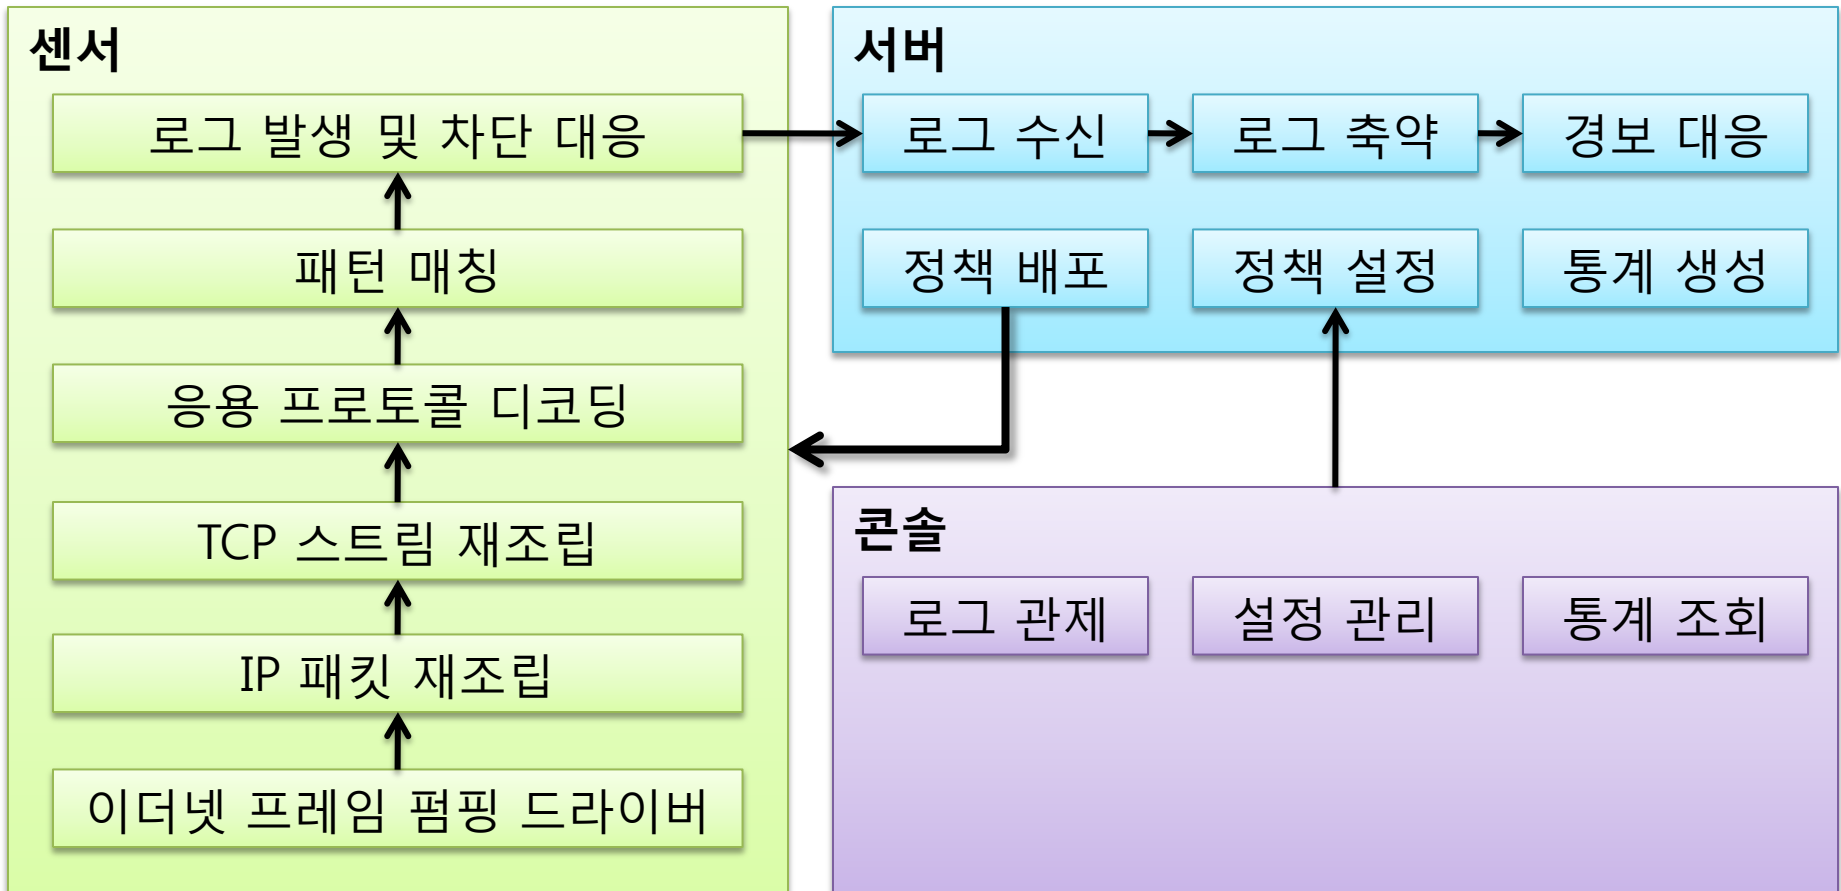 센서
로그 발생 및 차단 대응
패턴 매칭
응용 프로토콜 디코딩
TCP 스트림 재조립
IP 패킷 재조립
이더넷 프레임 펌핑 드라이버
서버
로그 수신
로그 축약
경보 대응
정책 배포
정책 설정
통계 생성
콘솔
로그 관제
설정 관리
통계 조회